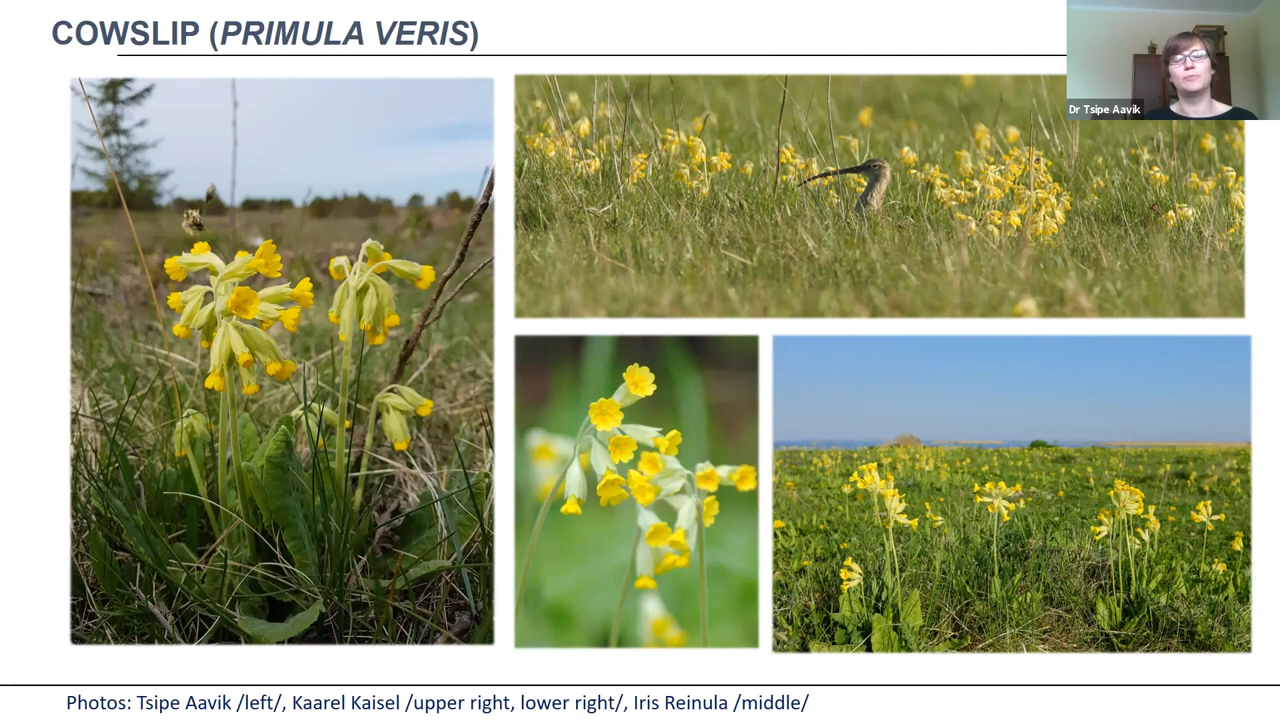 COWSLIP (PRIMULA VERIS)
Dr Tsipe Aavik
Photos: Tsipe Aavik /left/, Kaarel Kaisel /upper right, lower right/, Iris Reinula /middle/